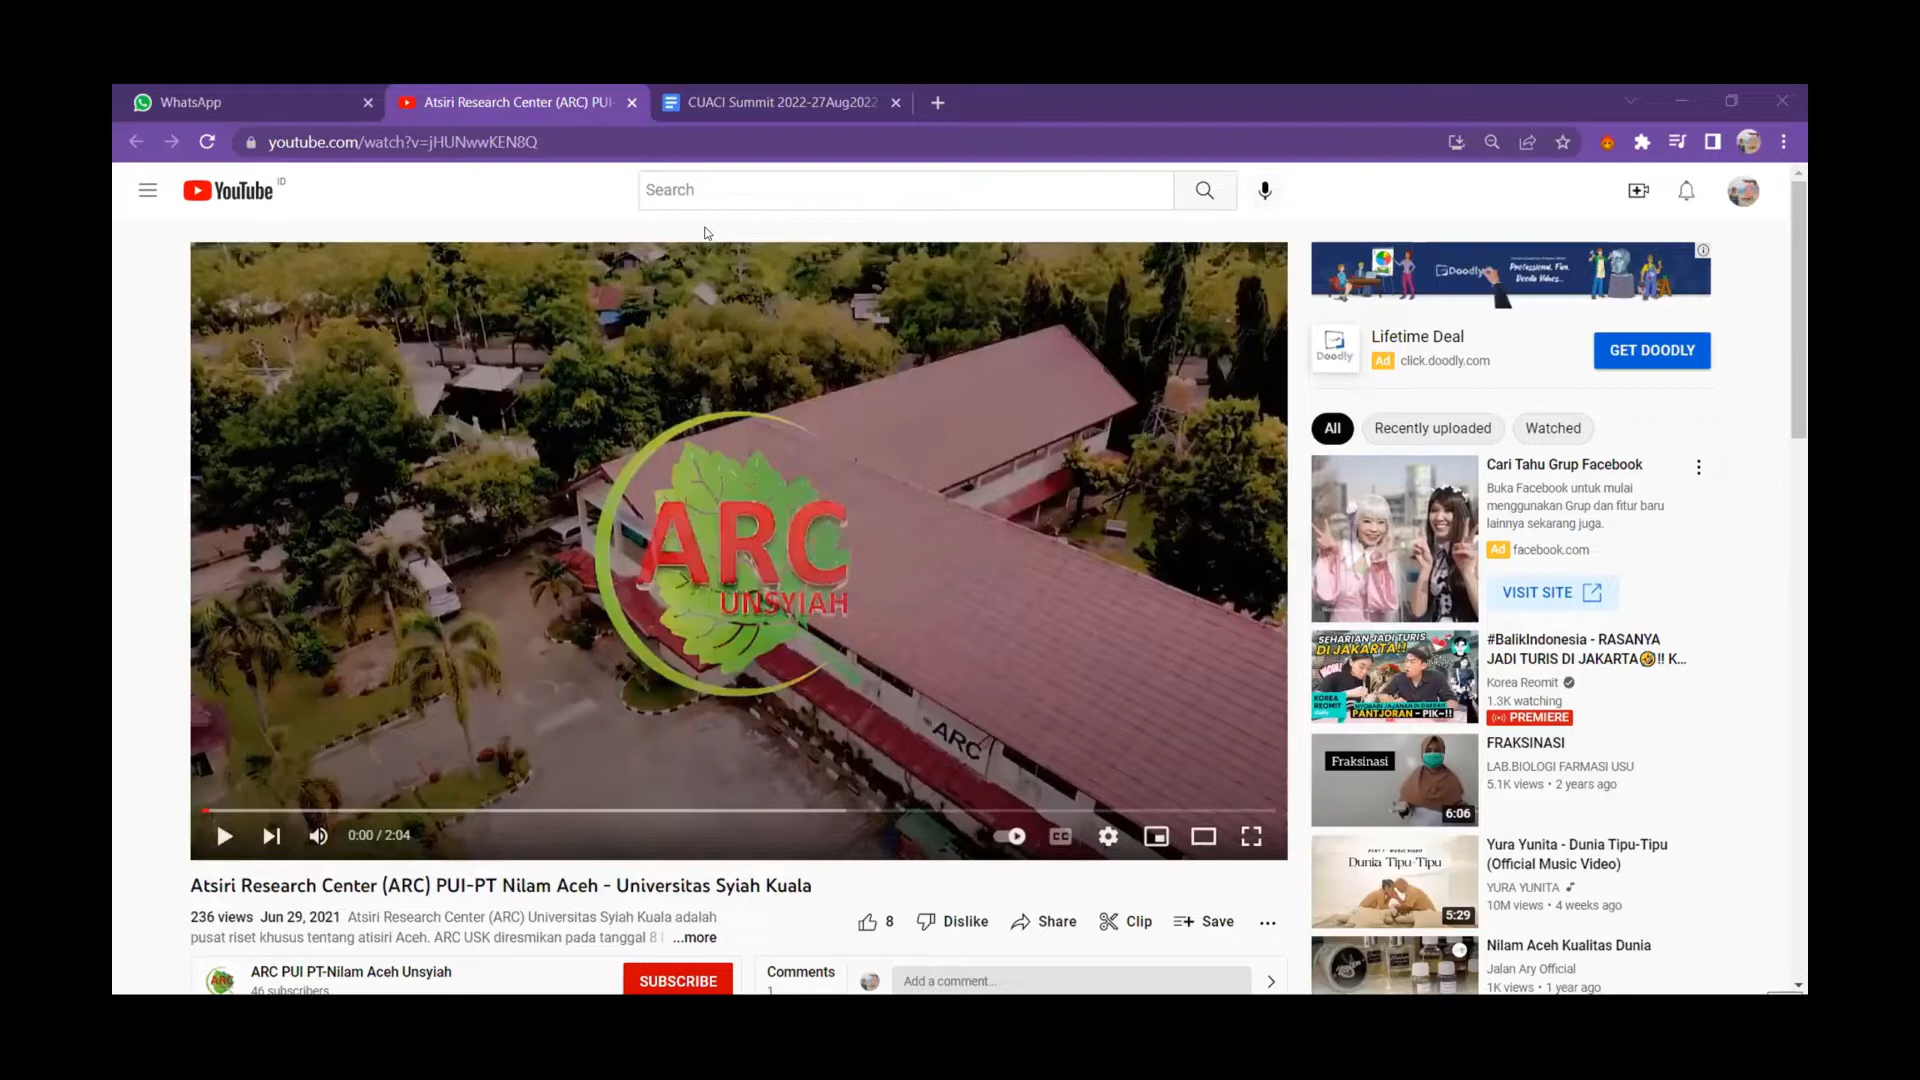 WhatsApp
Atsiri Research Center (ARC) PUI-
CUACI Summit 2022-27Aug2022
youtube.com/watch?v=jHUNwwKEN8Q
YouTube ID
Search
ARC
UNSYIAH
ARC
0:00 / 2:04
CC
Atsiri Research Center (ARC) PUI-PT Nilam Aceh - Universitas Syiah Kuala
236 views Jun 29, 2021 Atsiri Research Center (ARC) Universitas Syiah Kuala adalah
pusat riset khusus tentang atisiri Aceh. ARC USK diresmikan pada tanggal 8 ...more
8
Dislike
Share
Clip
Save
ARC
ARC PUI PT-Nilam Aceh Unsyiah
46 subscribers
SUBSCRIBE
Comments
1
Add a comment...
Doodly
Professional, Fun,
Doodle Videos...
Doodly
Lifetime Deal
Ad click.doodly.com
GET DOODLY
All
Recently uploaded
Watched
Cari Tahu Grup Facebook
Buka Facebook untuk mulai
menggunakan Grup dan fitur baru
lainnya sekarang juga.
Ad facebook.com
VISIT SITE
SEHARIAN JADI TURIS
DI JAKARTA!!
KOREA
REOMIT
PANTJORAN - PIK~!!
#BalikIndonesia - RASANYA
JADI TURIS DI JAKARTA🤣!! K...
Korea Reomit
1.3K watching
PREMIERE
Fraksinasi
6:06
FRAKSINASI
LAB.BIOLOGI FARMASI USU
5.1K views • 2 years ago
Dunia Tipu-Tipu
5:29
Yura Yunita - Dunia Tipu-Tipu
(Official Music Video)
YURA YUNITA
10M views • 4 weeks ago
Nilam Aceh Kualitas Dunia
Jalan Ary Official
1K views • 1 year ago